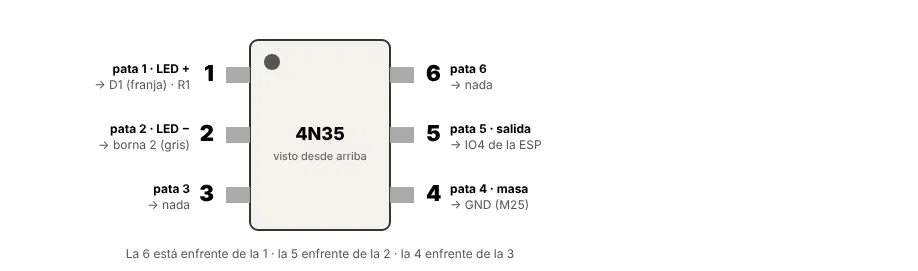 pata 1 · LED +
→ D1 (franja) · R1
1
6
pata 6
→ nada
pata 2 · LED −
→ borna 2 (gris)
2
4N35
visto desde arriba
5
pata 5 · salida
→ IO4 de la ESP
pata 3
→ nada
3
4
pata 4 · masa
→ GND (M25)
La 6 está enfrente de la 1 · la 5 enfrente de la 2 · la 4 enfrente de la 3